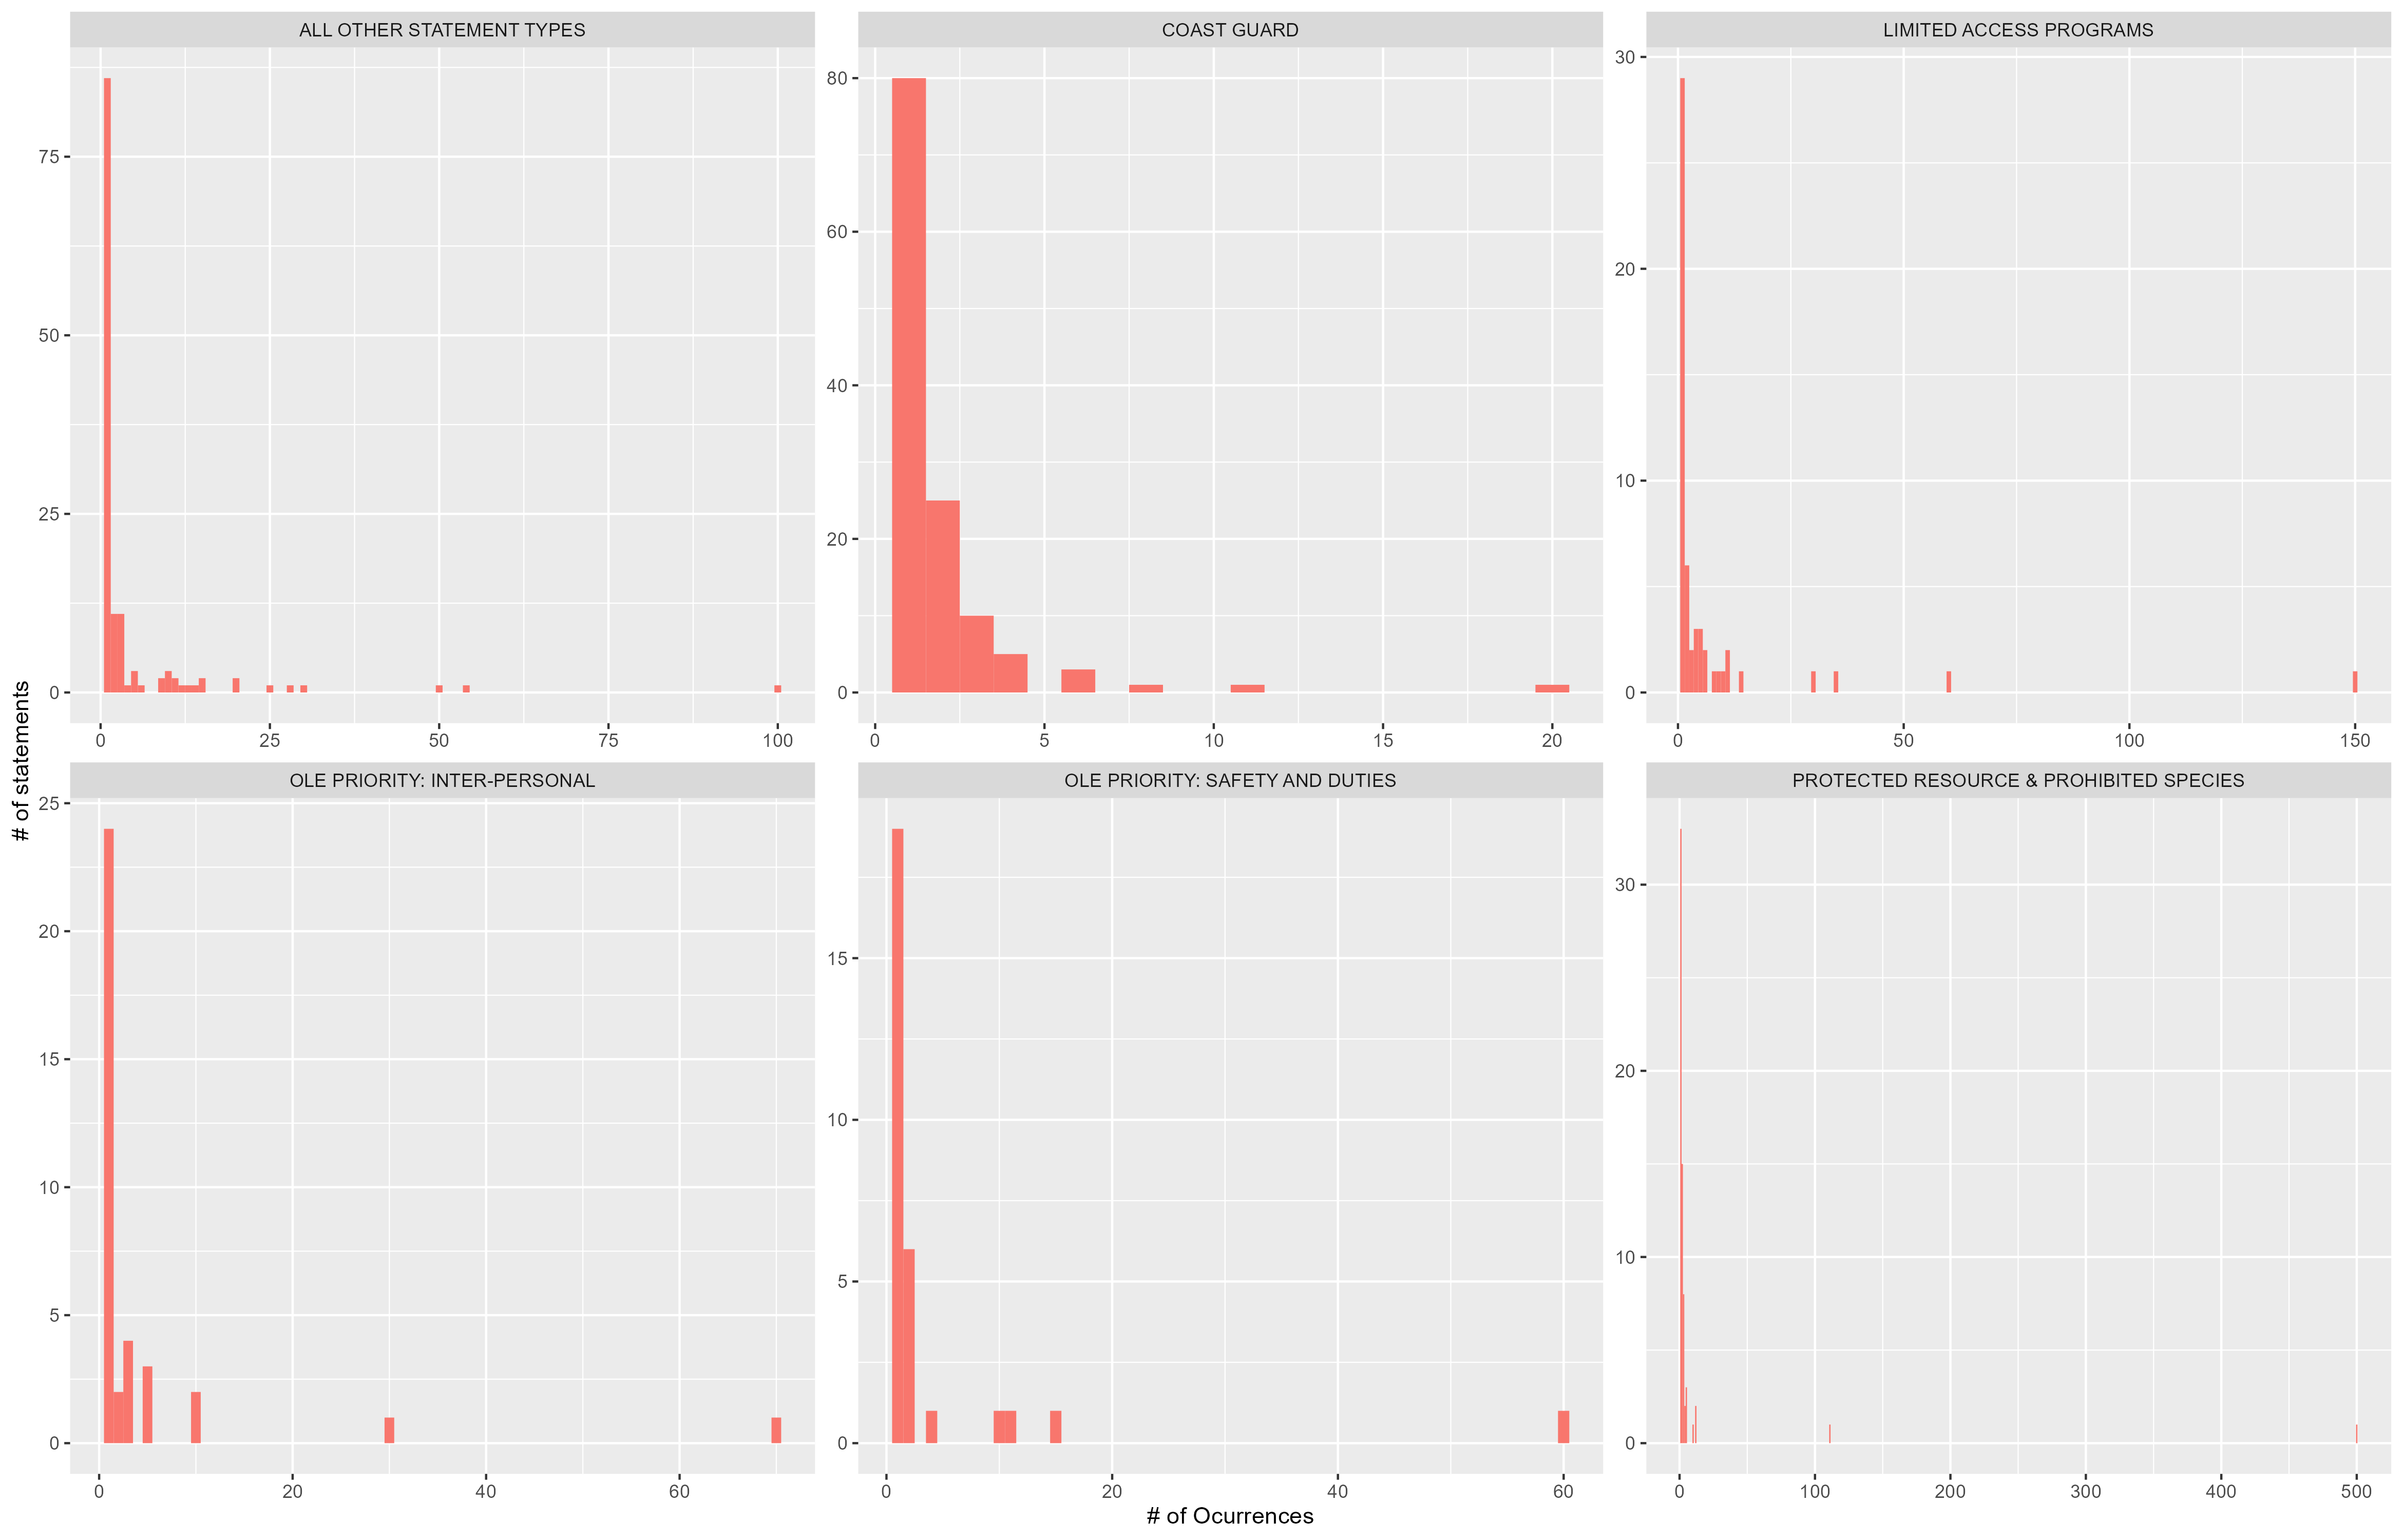 ALL OTHER STATEMENT TYPES
COAST GUARD
LIMITED ACCESS PROGRAMS
75
50
25
0
0 25 50 75 100
80
60
40
20
0
0 5 10 15 20
30
20
10
0
0 50 100 150
# of statements
OLE PRIORITY: INTER-PERSONAL
OLE PRIORITY: SAFETY AND DUTIES
PROTECTED RESOURCE & PROHIBITED SPECIES
25
20
15
10
5
0
0 20 40 60
15
10
5
0
0 20 40 60
30
20
10
0
0 100 200 300 400 500
# of Ocurrences